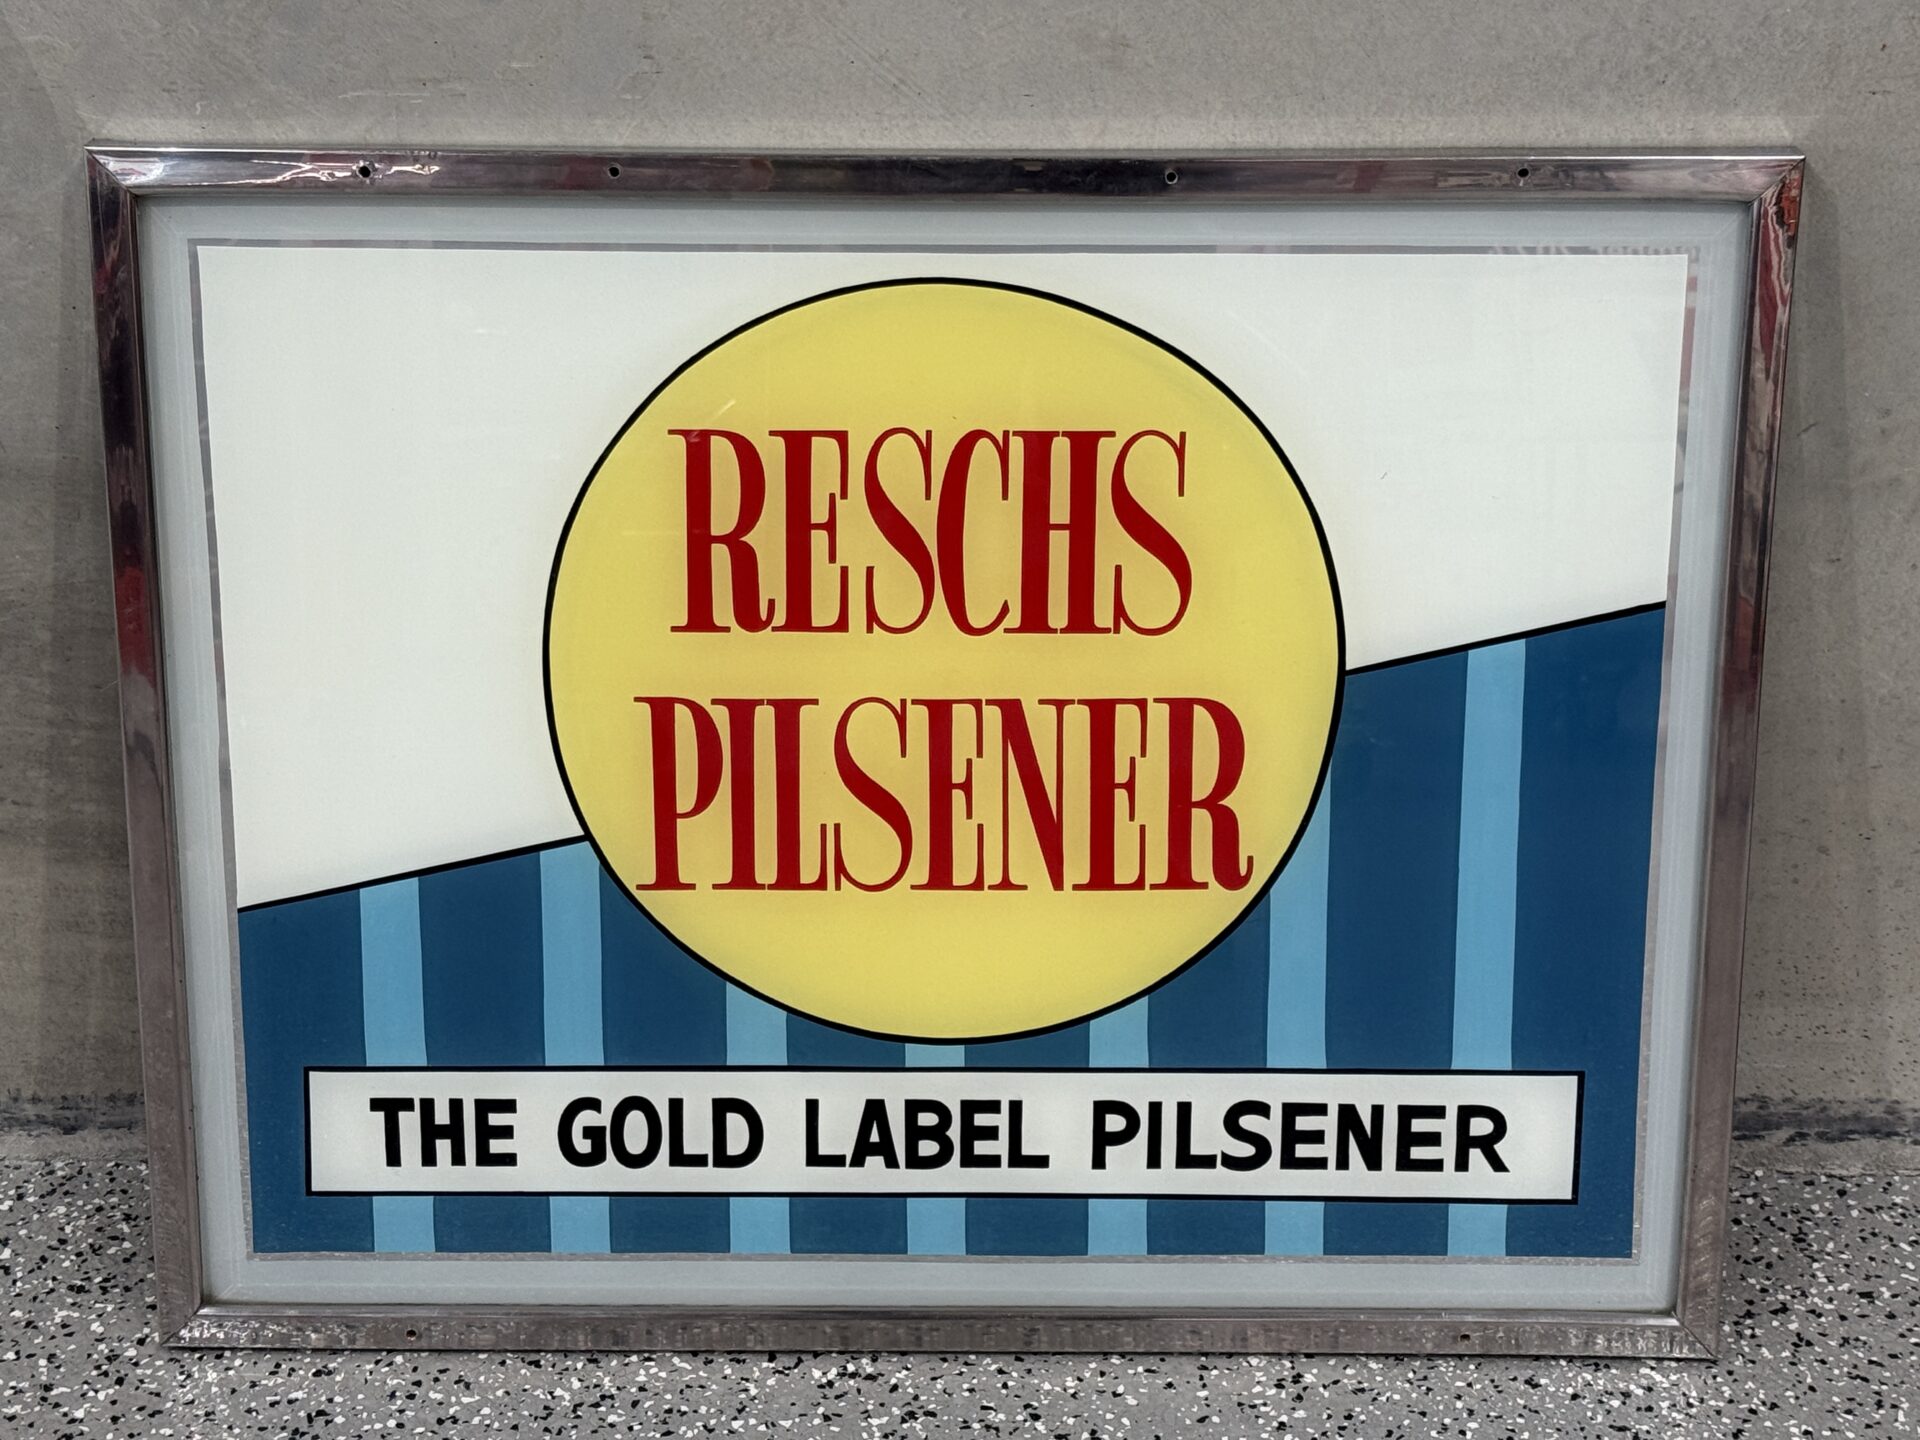 RESCHS
PILSENER
THE GOLD LABEL PILSENER